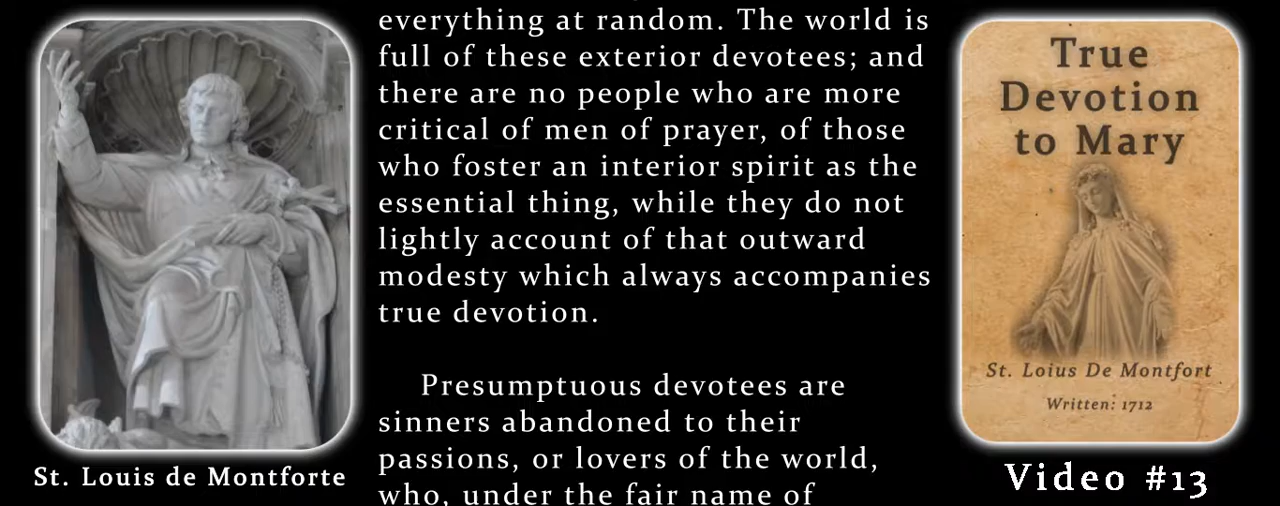 everything at random. The world is
full of these exterior devotees; and
there are no people who are more
critical of men of prayer, of those
who foster an interior spirit as the
essential thing, while they do not
lightly account of that outward
modesty which always accompanies
true devotion.
Presumptuous devotees are
sinners abandoned to their
passions, or lovers of the world,
who, under the fair name of
St. Louis de Montforte
True
Devotion
to Mary
St. Loius De Montfort
Written: 1712
Video #13